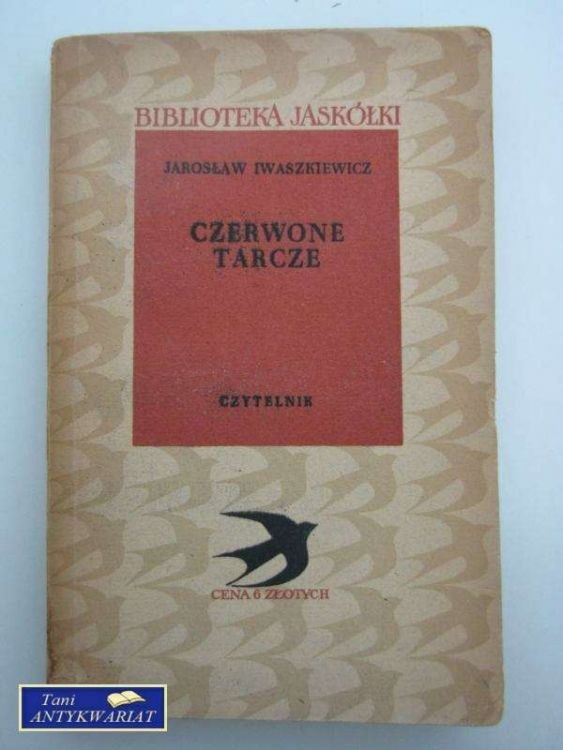 BIBLIOTEKA JASKÓŁKI
JAROSŁAW IWASZKIEWICZ
CZERWONE
TARCZE
CZYTELNIK
CENA 6 ZŁOTYCH
Tani
ANTYKWARIAT